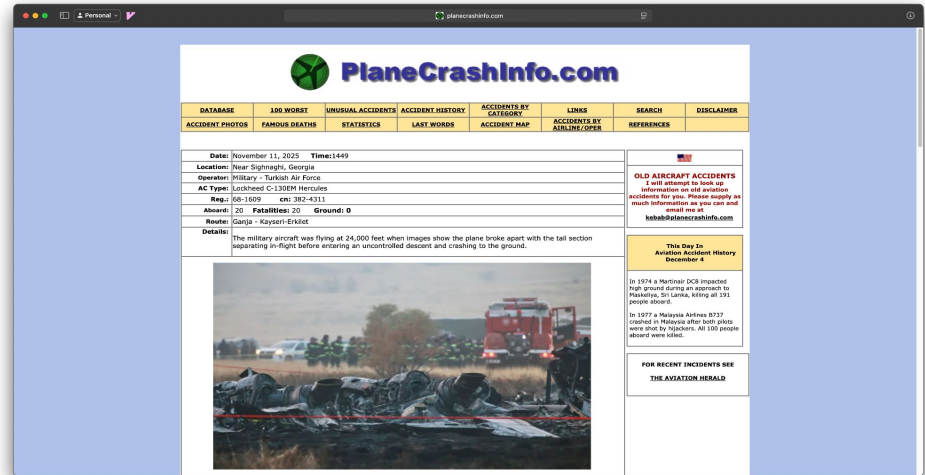 Personal
planecrashinfo.com
PlaneCrashInfo.com
DATABASE
100 WORST
UNUSUAL ACCIDENTS
ACCIDENT HISTORY
ACCIDENTS BY
CATEGORY
LINKS
SEARCH
DISCLAIMER
ACCIDENT PHOTOS
FAMOUS DEATHS
STATISTICS
LAST WORDS
ACCIDENT MAP
ACCIDENTS BY
AIRLINE/OPER
REFERENCES
Date: November 11, 2025 Time:1449
Location: Near Sighnaghi, Georgia
Operator: Military - Turkish Air Force
AC Type: Lockheed C-130EM Hercules
Reg.: 68-1609 cn: 382-4311
Aboard: 20 Fatalities: 20 Ground: 0
Route: Ganja - Kayseri-Erkilet
Details:
The military aircraft was flying at 24,000 feet when images show the plane broke apart with the tail section
separating in-flight before entering an uncontrolled descent and crashing to the ground.
OLD AIRCRAFT ACCIDENTS
I will attempt to look up
information on old aviation
accidents for you. Please supply as
much information as you can and
email me at
kebab@planecrashinfo.com
This Day In
Aviation Accident History
December 4
In 1974 a Martinair DC8 impacted
high ground during an approach to
Maskeliya, Sri Lanka, killing all 191
people aboard.
In 1977 a Malaysia Airlines B737
crashed in Malaysia after both pilots
were shot by hijackers. All 100 people
aboard were killed.
FOR RECENT INCIDENTS SEE
THE AVIATION HERALD